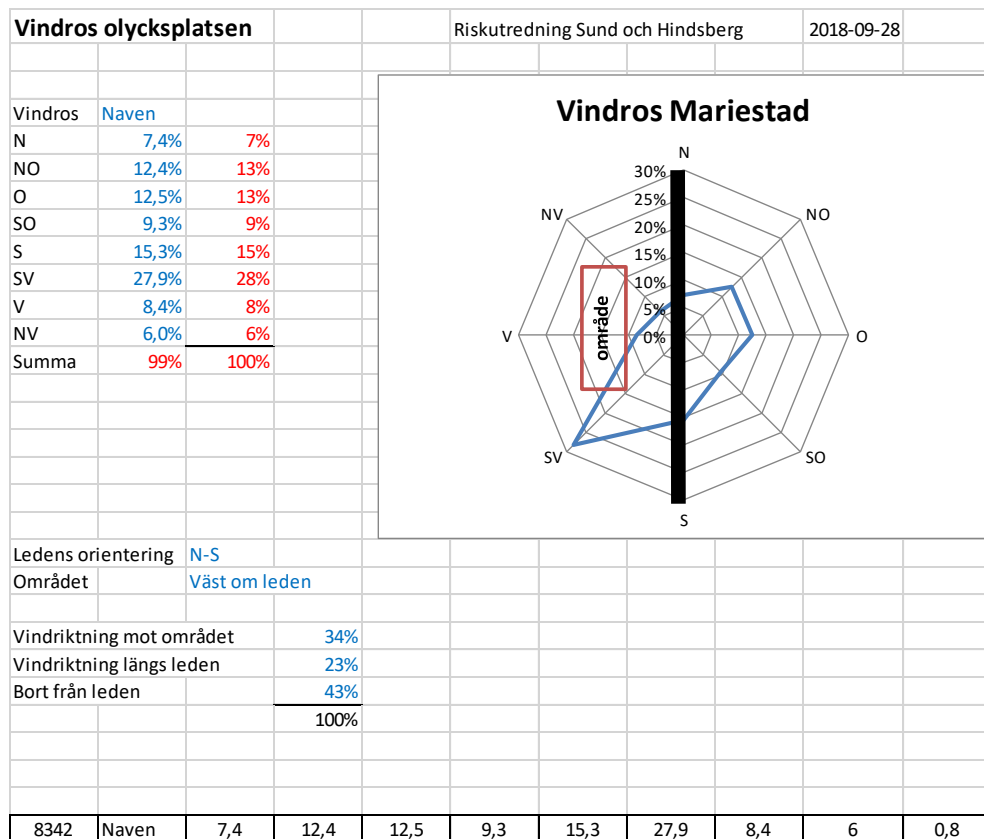 Vindros olycksplatsen Riskutredning Sund och Hindsberg 2018-09-28
Vindros Naven
N 7,4% 7%
NO 12,4% 13%
O 12,5% 13%
SO 9,3% 9%
S 15,3% 15%
SV 27,9% 28%
V 8,4% 8%
NV 6,0% 6%
Summa 99% 100%
Vindros Mariestad
N
30%
25%
20%
15%
10%
5%
0%
NO
O
SO
S
SV
V
NV
område
Ledens orientering N-S
Området Väst om leden
Vindriktning mot området 34%
Vindriktning längs leden 23%
Bort från leden 43%
100%
8342 Naven 7,4 12,4 12,5 9,3 15,3 27,9 8,4 6 0,8